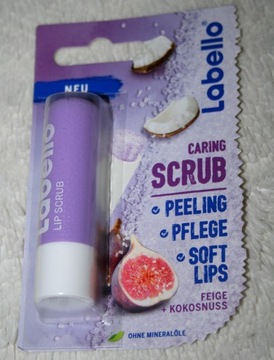 NEU
Labello
CARING
SCRUB
PEELING
PFLEGE
SOFT
LIPS
FEIGE
+ KOKOSNUSS
OHNE MINERALÖLE
Labello
LIP SCRUB